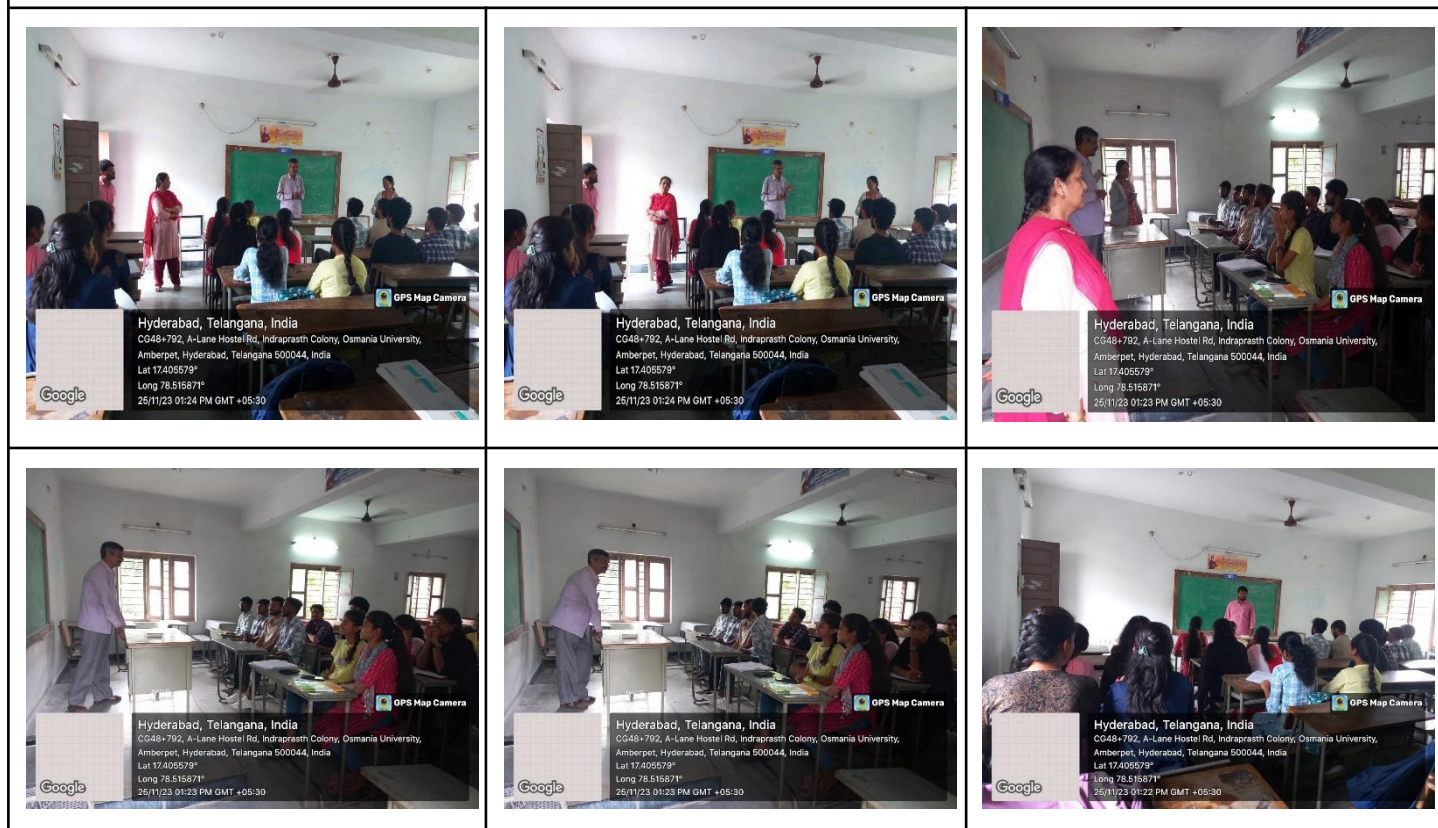 GPS Map Camera
Hyderabad, Telangana, India
CG48+792, A-Lane Hostel Rd, Indraprasth Colony, Osmania University,
Amberpet, Hyderabad, Telangana 500044, India
Lat 17.405579°
Long 78.515871°
25/11/23 01:24 PM GMT +05:30
Google
GPS Map Camera
Hyderabad, Telangana, India
CG48+792, A-Lane Hostel Rd, Indraprasth Colony, Osmania University,
Amberpet, Hyderabad, Telangana 500044, India
Lat 17.405579°
Long 78.515871°
25/11/23 01:24 PM GMT +05:30
Google
GPS Map Camera
Hyderabad, Telangana, India
CG48+792, A-Lane Hostel Rd, Indraprasth Colony, Osmania University,
Amberpet, Hyderabad, Telangana 500044, India
Lat 17.405579°
Long 78.515871°
25/11/23 01:23 PM GMT +05:30
Google
GPS Map Camera
Hyderabad, Telangana, India
CG48+792, A-Lane Hostel Rd, Indraprasth Colony, Osmania University,
Amberpet, Hyderabad, Telangana 500044, India
Lat 17.405579°
Long 78.515871°
25/11/23 01:23 PM GMT +05:30
Google
GPS Map Camera
Hyderabad, Telangana, India
CG48+792, A-Lane Hostel Rd, Indraprasth Colony, Osmania University,
Amberpet, Hyderabad, Telangana 500044, India
Lat 17.405579°
Long 78.515871°
25/11/23 01:23 PM GMT +05:30
Google
GPS Map Camera
Hyderabad, Telangana, India
CG48+792, A-Lane Hostel Rd, Indraprasth Colony, Osmania University,
Amberpet, Hyderabad, Telangana 500044, India
Lat 17.405579°
Long 78.515871°
25/11/23 01:22 PM GMT +05:30
Google